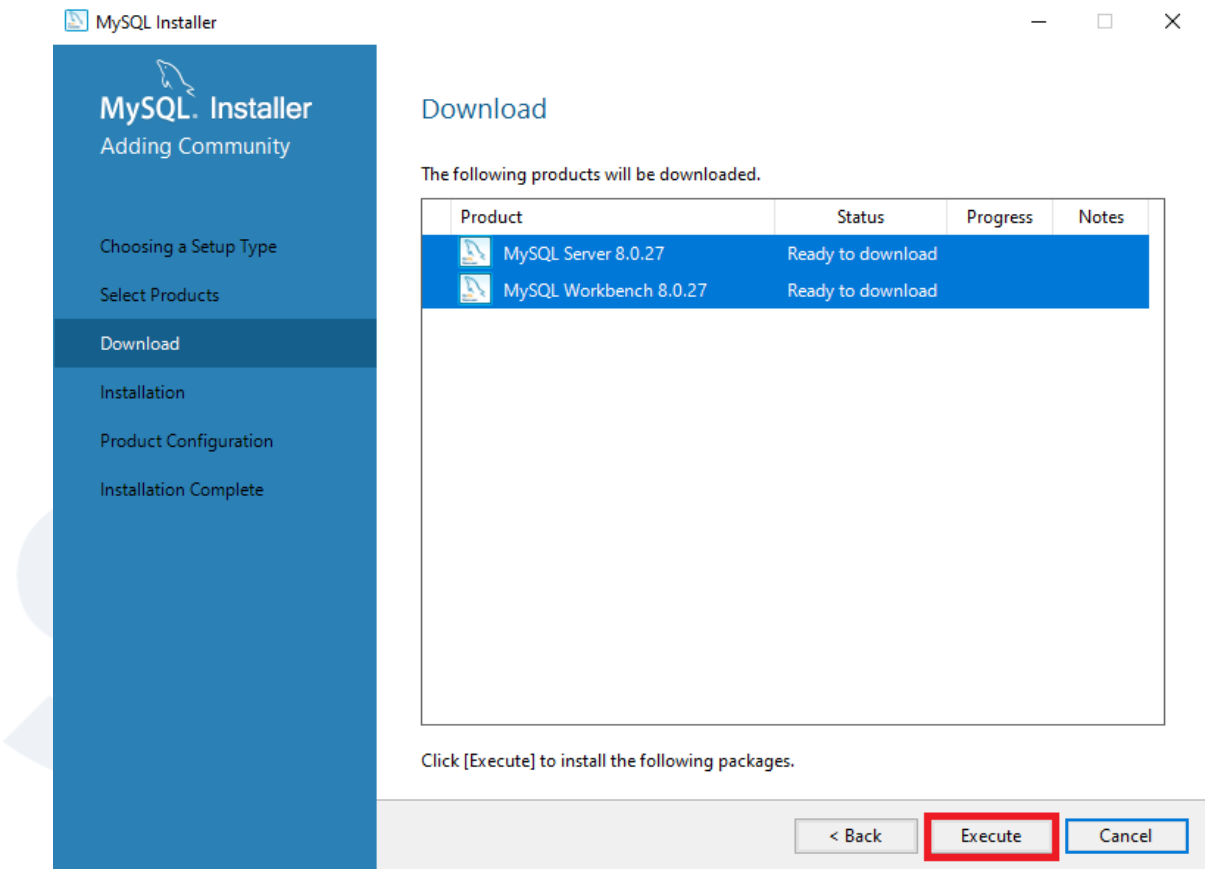 MySQL Installer
MySQL. Installer
Adding Community
Choosing a Setup Type
Select Products
Download
Installation
Product Configuration
Installation Complete
Download
The following products will be downloaded.
Product Status Progress Notes
MySQL Server 8.0.27 Ready to download
MySQL Workbench 8.0.27 Ready to download
Click [Execute] to install the following packages.
< Back Execute Cancel